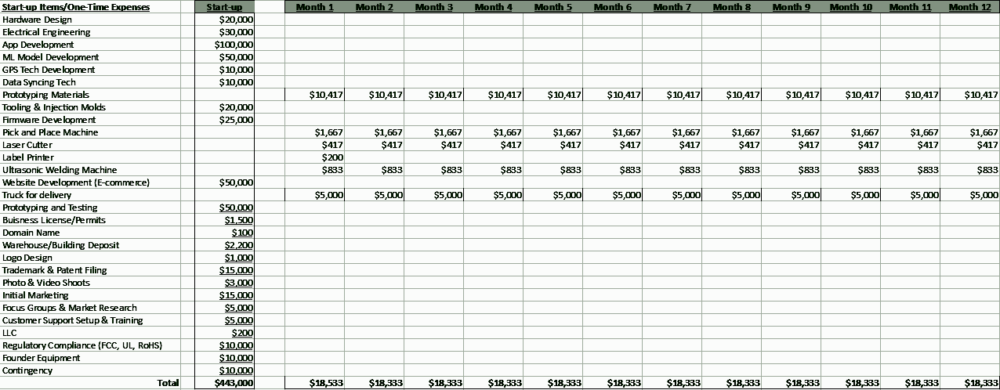 Start-up Items/One-Time Expenses Start-up Month 1 Month 2 Month 3 Month 4 Month 5 Month 6 Month 7 Month 8 Month 9 Month 10 Month 11 Month 12
Hardware Design $20,000
Electrical Engineering $30,000
App Development $100,000
ML Model Development $50,000
GPS Tech Development $10,000
Data Syncing Tech $10,000
Prototyping Materials $10,417 $10,417 $10,417 $10,417 $10,417 $10,417 $10,417 $10,417 $10,417 $10,417 $10,417 $10,417
Tooling & Injection Molds $20,000
Firmware Development $25,000
Pick and Place Machine $1,667 $1,667 $1,667 $1,667 $1,667 $1,667 $1,667 $1,667 $1,667 $1,667 $1,667 $1,667
Laser Cutter $417 $417 $417 $417 $417 $417 $417 $417 $417 $417 $417 $417
Label Printer $200
Ultrasonic Welding Machine $833 $833 $833 $833 $833 $833 $833 $833 $833 $833 $833 $833
Website Development (E-commerce) $50,000
Truck for delivery $5,000 $5,000 $5,000 $5,000 $5,000 $5,000 $5,000 $5,000 $5,000 $5,000 $5,000 $5,000
Prototyping and Testing $50,000
Buisness License/Permits $1,500
Domain Name $100
Warehouse/Building Deposit $2,200
Logo Design $1,000
Trademark & Patent Filing $15,000
Photo & Video Shoots $3,000
Initial Marketing $15,000
Focus Groups & Market Research $5,000
Customer Support Setup & Training $5,000
LLC $200
Regulatory Compliance (FCC, UL, RoHS) $10,000
Founder Equipment $10,000
Contingency $10,000
Total $443,000 $18,533 $18,333 $18,333 $18,333 $18,333 $18,333 $18,333 $18,333 $18,333 $18,333 $18,333 $18,333